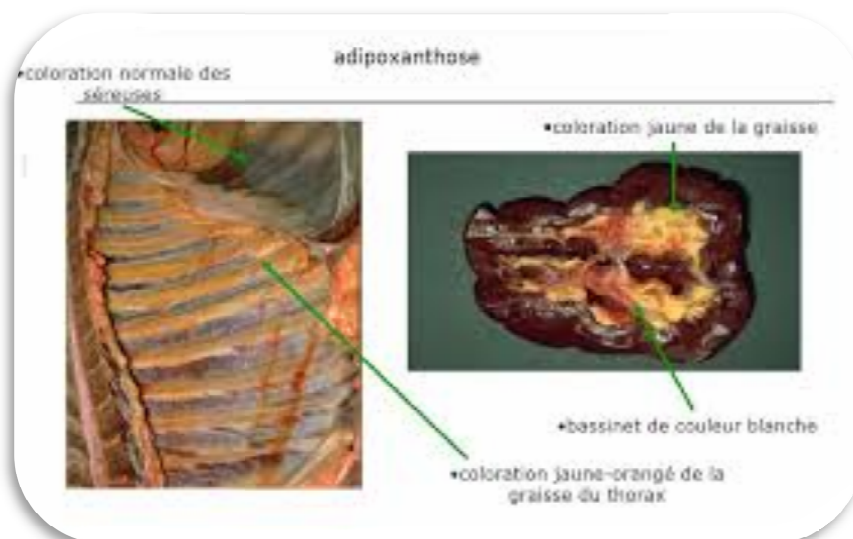 adipoxanthose
•coloration normale des
séreuses
•coloration jaune de la graisse
•bassinet de couleur blanche
•coloration jaune-orangé de la
graisse du thorax